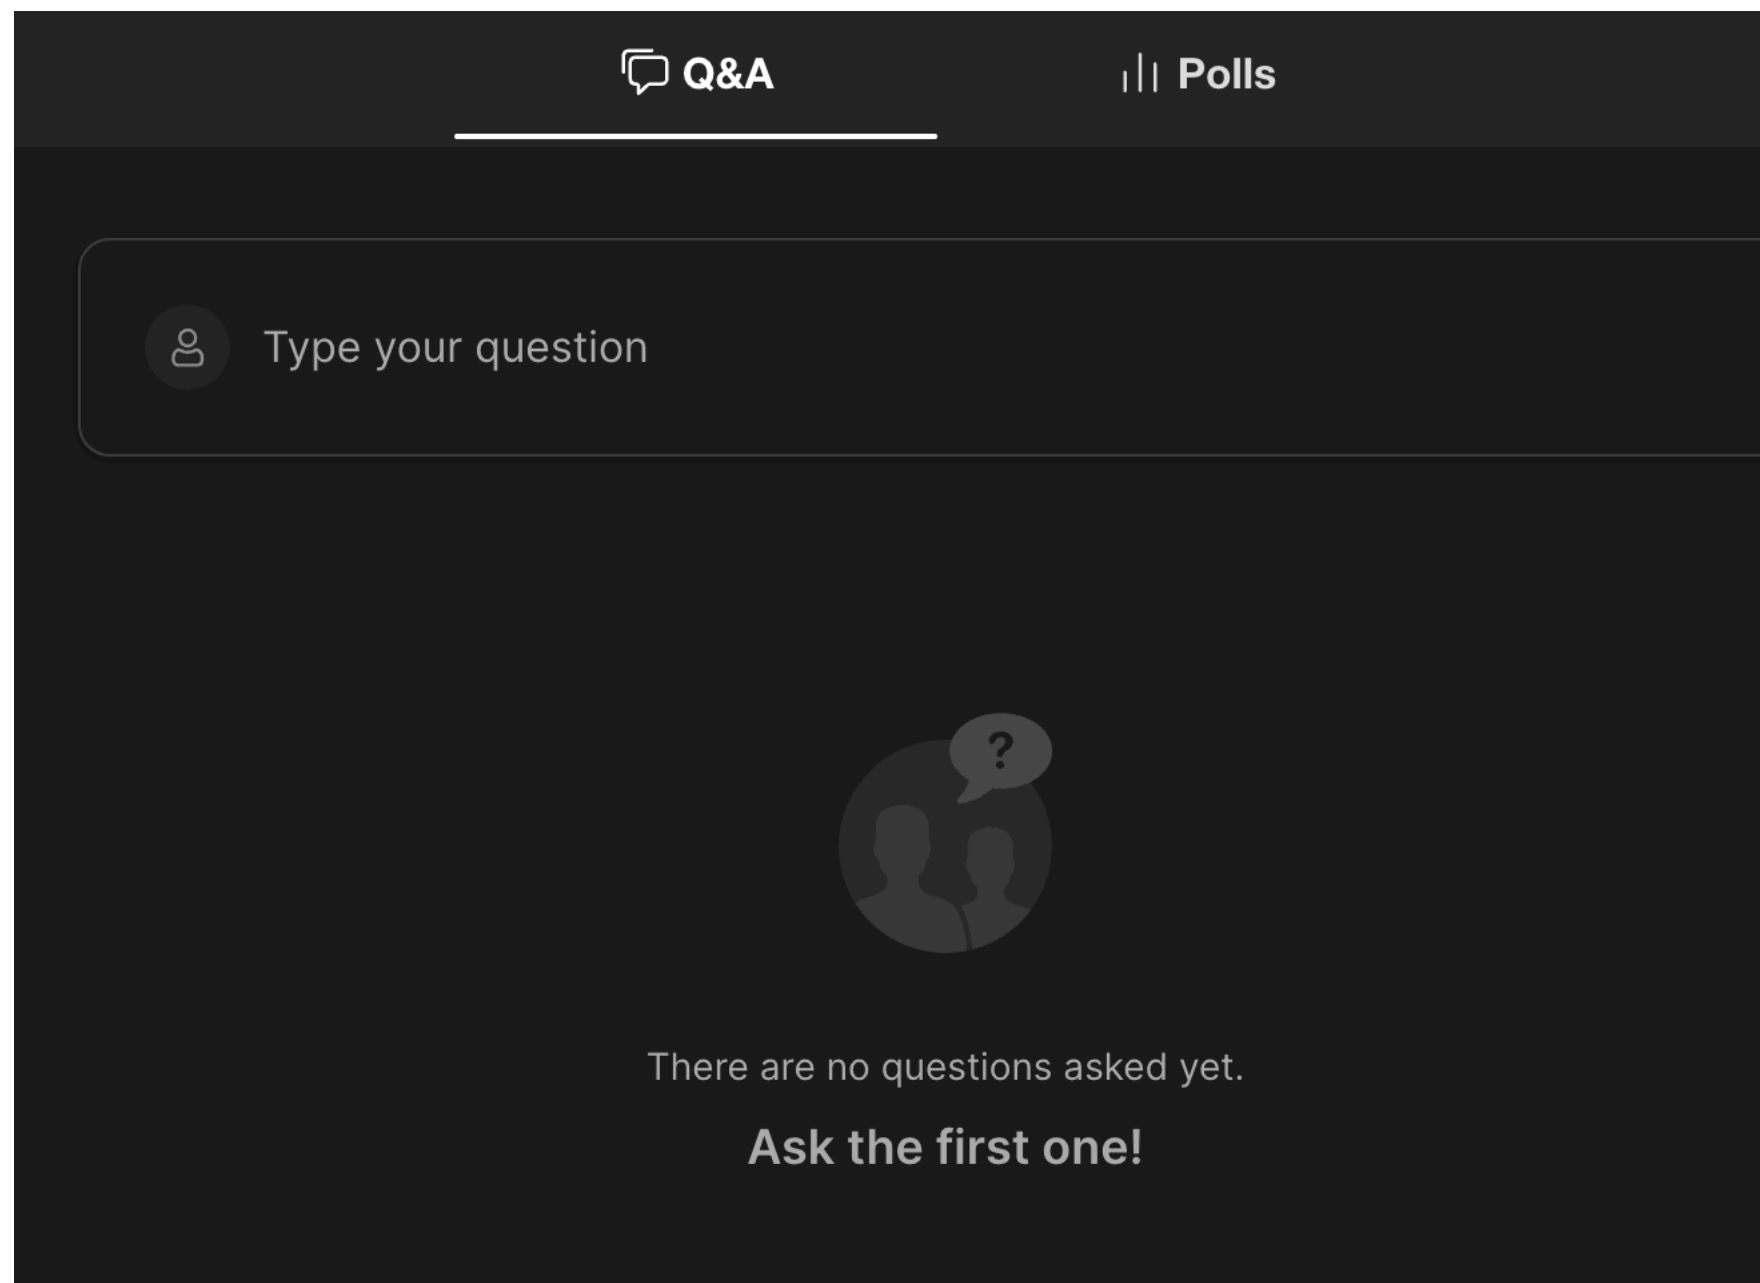 Q&A
Polls
Type your question
?
There are no questions asked yet.
Ask the first one!